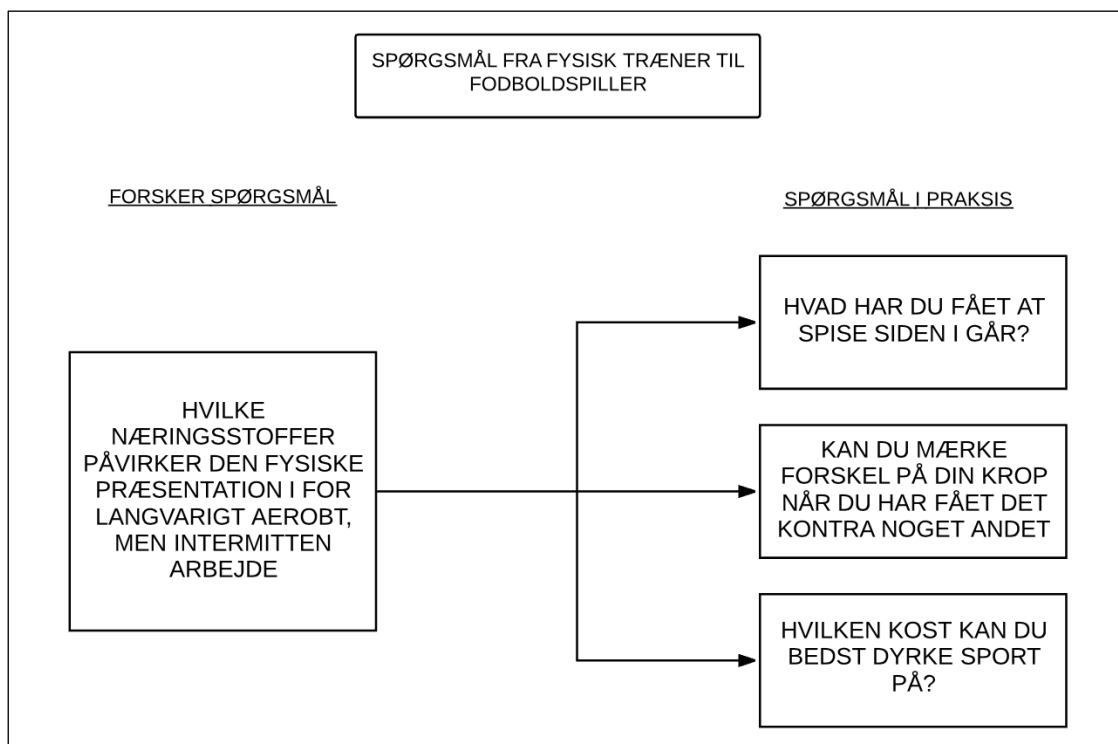 SPØRGSMÅL FRA FYSISK TRÆNER TIL
FODBOLDSPILLER
FORSKER SPØRGSMÅL
SPØRGSMÅL I PRAKSIS
HVILKE
NÆRINGSSTOFFER
PÅVIRKER DEN FYSISKE
PRÆSENTATION I FOR
LANGVARIGT AEROBT,
MEN INTERMITTEN
ARBEJDE
HVAD HAR DU FÅET AT
SPISE SIDEN I GÅR?
KAN DU MÆRKE
FORSKEL PÅ DIN KROP
NÅR DU HAR FÅET DET
KONTRA NOGET ANDET
HVILKEN KOST KAN DU
BEDST DYRKE SPORT
PÅ?